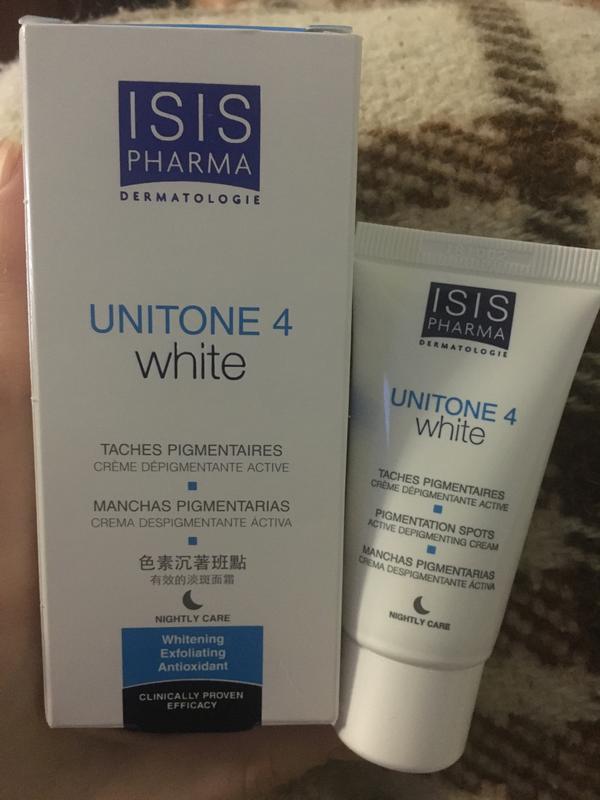 ISIS
PHARMA
DERMATOLOGIE
UNITONE 4
white
TACHES PIGMENTAIRES
CRÈME DÉPIGMENTANTE ACTIVE
MANCHAS PIGMENTARIAS
CREMA DESPIGMENTANTE ÁCTIVA
色素沉著班點
有效的淡斑面霜
NIGHTLY CARE
Whitening
Exfoliating
Antioxidant
CLINICALLY PROVEN
EFFICACY
ISIS
PHARMA
DERMATOLOGIE
UNITONE 4
white
TACHES PIGMENTAIRES
CRÈME DÉPIGMENTANTE ACTIVE
PIGMENTATION SPOTS
ACTIVE DEPIGMENTING CREAM
MANCHAS PIGMENTARIAS
CREMA DESPIGMENTANTE ÁCTIVA
NIGHTLY CARE